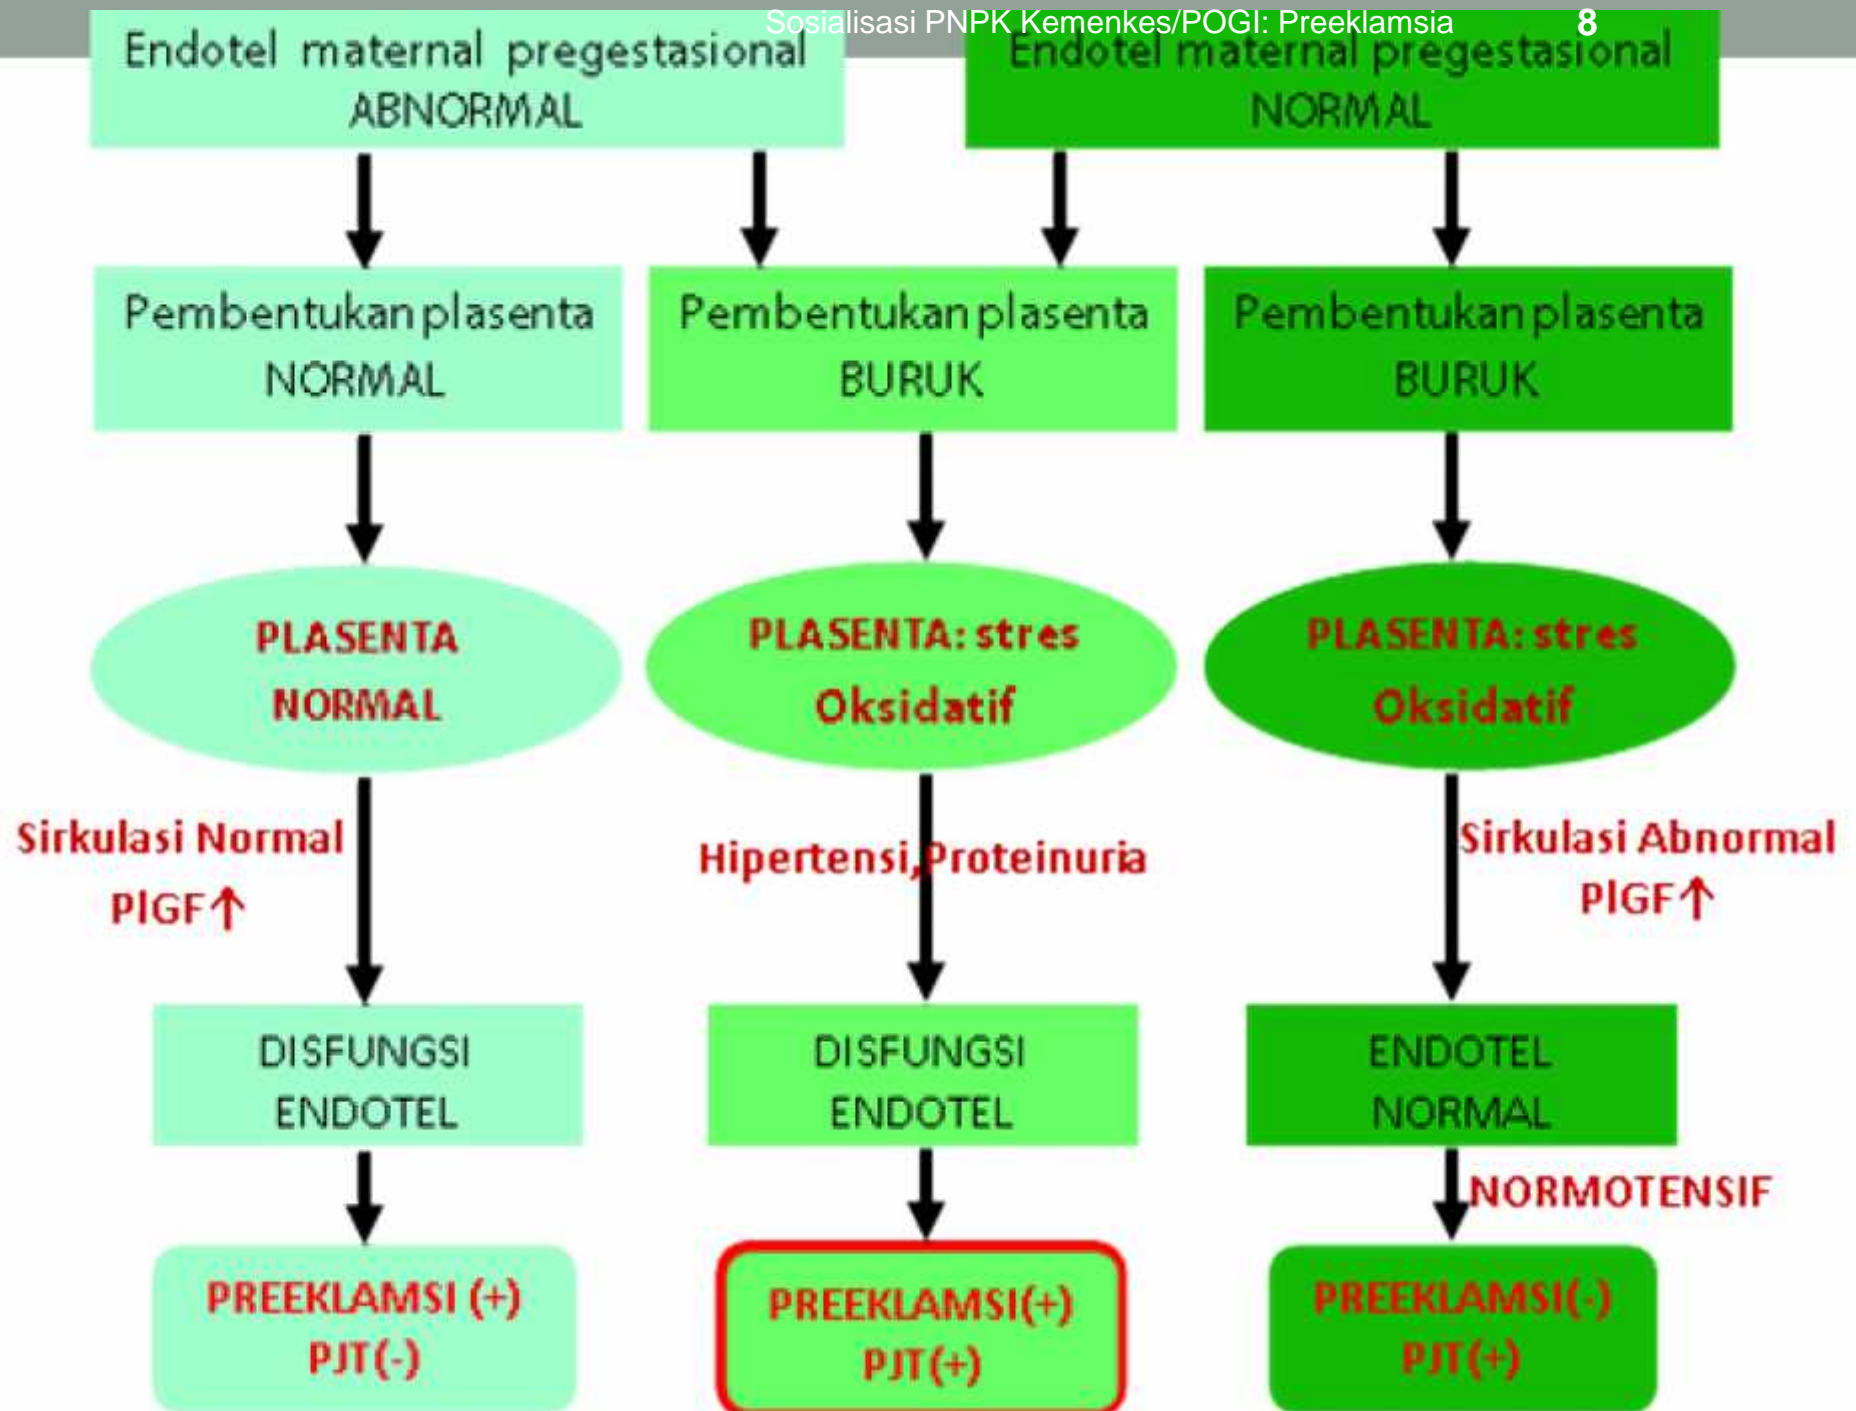 Sosialisasi PNPK Kemenkes/POGI: Preeklamsia 8
Endotel maternal pregestasional
ABNORMAL
Endotel maternal pregestasional
NORMAL
Pembentukan plasenta
NORMAL
Pembentukan plasenta
BURUK
Pembentukan plasenta
BURUK
PLASENTA
NORMAL
PLASENTA: stres
Oksidatif
PLASENTA: stres
Oksidatif
Sirkulasi Normal
PlGF↑
Hipertensi,Proteinuria
Sirkulasi Abnormal
PlGF↑
DISFUNGSI
ENDOTEL
DISFUNGSI
ENDOTEL
ENDOTEL
NORMAL
NORMOTENSIF
PREEKLAMSI (+)
PJT(-)
PREEKLAMSI(+)
PJT(+)
PREEKLAMSI(-)
PJT(+)